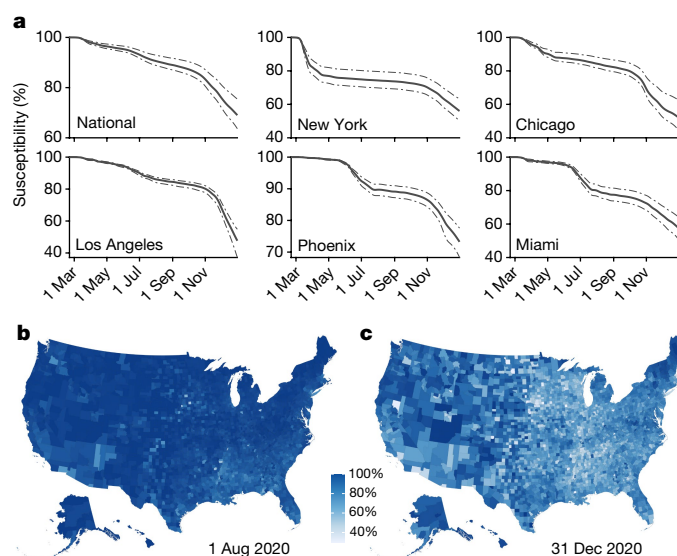 a
Susceptibility (%)
100
80
60
National
100
80
60
40
New York
100
80
60
40
Chicago
100
80
60
40
Los Angeles
100
90
80
70
Phoenix
100
80
60
40
Miami
1 Mar
1 May
1 Jul
1 Sep
1 Nov
1 Mar
1 May
1 Jul
1 Sep
1 Nov
1 Mar
1 May
1 Jul
1 Sep
1 Nov
b
c
100%
80%
60%
40%
1 Aug 2020
31 Dec 2020